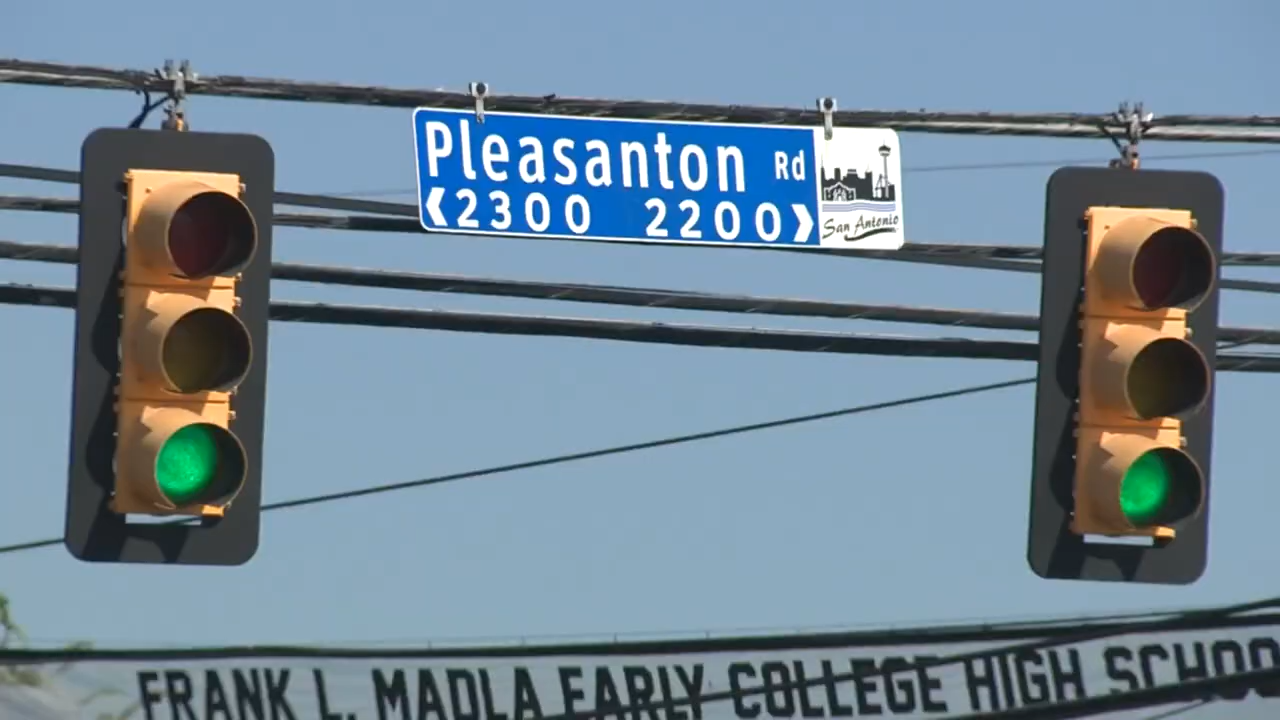 Pleasanton Rd
<2300 2200>
San Antonio
FRANK L. MADLA EARLY COLLEGE HIGH SCHOO